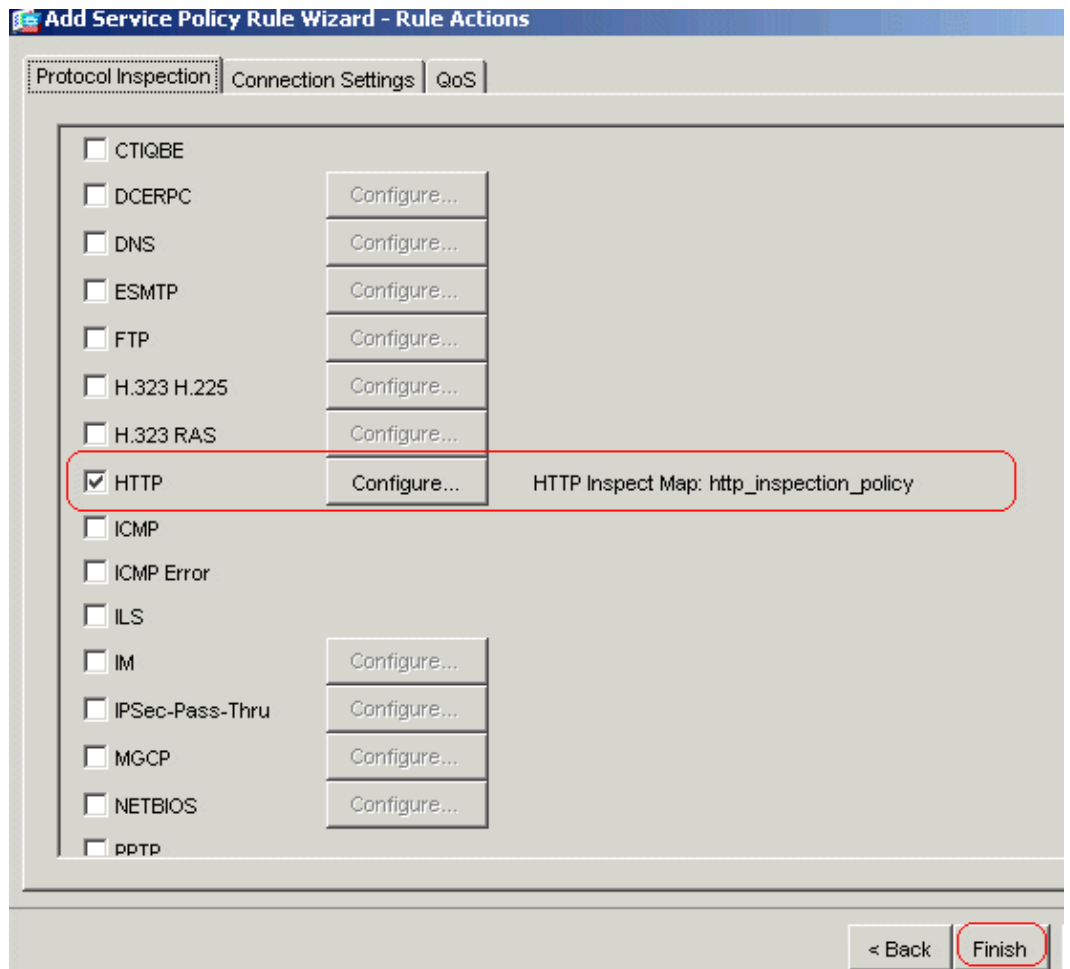 Add Service Policy Rule Wizard - Rule Actions
Protocol Inspection Connection Settings QoS
CTIQBE
DCERPC Configure...
DNS Configure...
ESMTP Configure...
FTP Configure...
H.323 H.225 Configure...
H.323 RAS Configure...
HTTP Configure... HTTP Inspect Map: http_inspection_policy
ICMP
ICMP Error
ILS
IM Configure...
IPSec-Pass-Thru Configure...
MGCP Configure...
NETBIOS Configure...
PPTP
< Back Finish